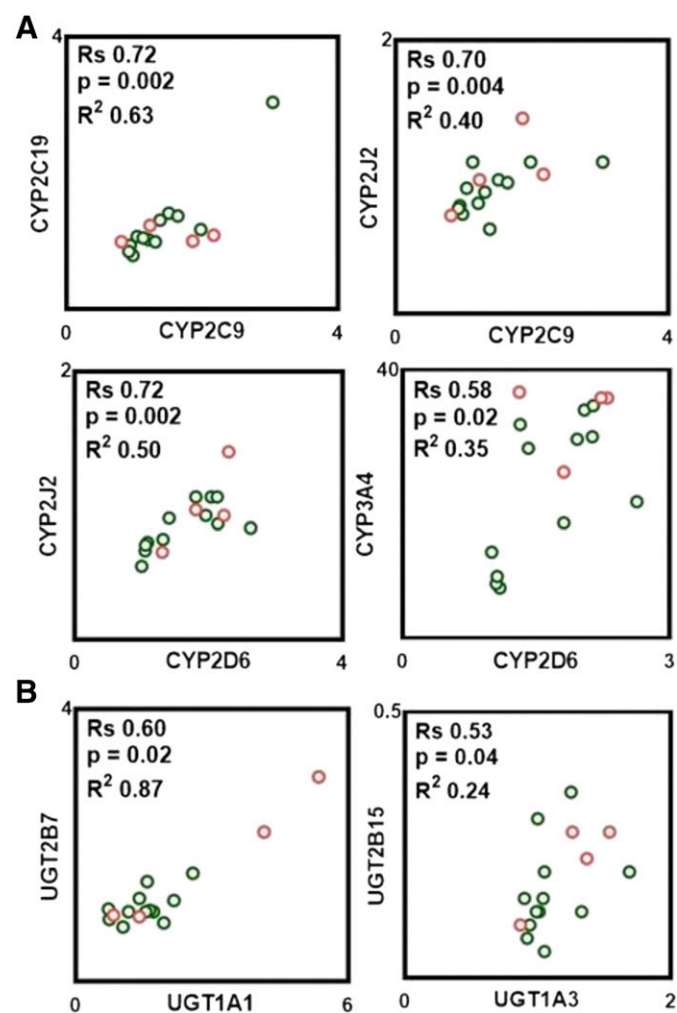 A
4
Rs 0.72
p = 0.002
R² 0.63
CYP2C19
0
CYP2C9
4
2
Rs 0.70
p = 0.004
R² 0.40
CYP2J2
0
CYP2C9
4
2
Rs 0.72
p = 0.002
R² 0.50
CYP2J2
0
CYP2D6
4
40
Rs 0.58
p = 0.02
R² 0.35
CYP3A4
0
CYP2D6
3
B
4
Rs 0.60
p = 0.02
R² 0.87
UGT2B7
0
UGT1A1
6
0.5
Rs 0.53
p = 0.04
R² 0.24
UGT2B15
0
UGT1A3
2